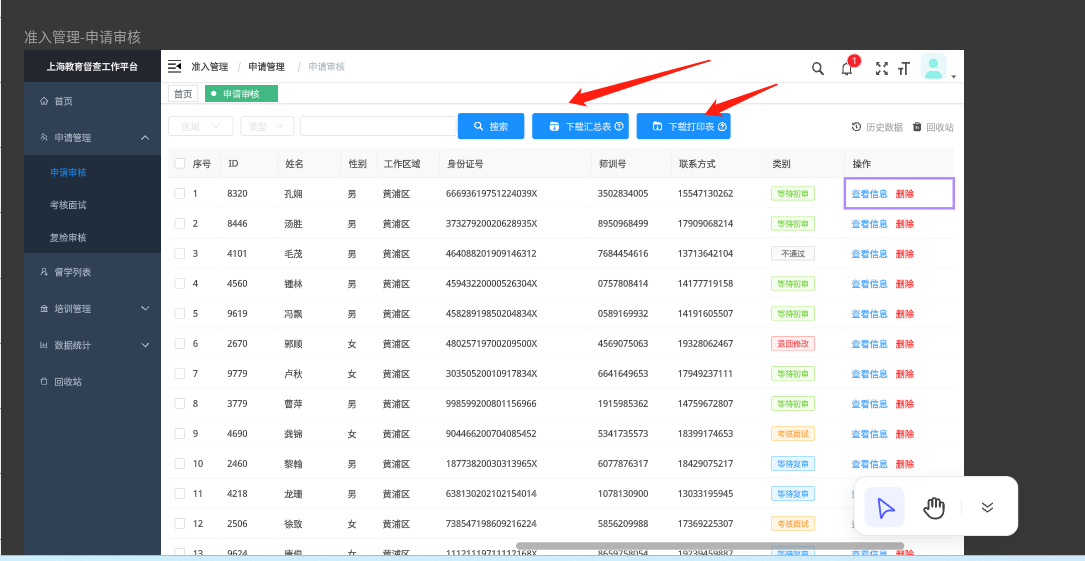 准入管理-申请审核
上海教育督查工作平台
准入管理 / 申请管理 / 申请审核
1
首页 申请审核
区域 类型 搜索 下载汇总表 下载打印表 历史数据 回收站
首页
申请管理
申请审核
考核面试
复检审核
督学列表
培训管理
数据统计
回收站
序号 ID 姓名 性别 工作区域 身份证号 师训号 联系方式 类别 操作
1 8320 孔娴 男 黄浦区 66693619751224039X 3502834005 15547130262 等待初审 查看信息 删除
2 8446 汤胜 男 黄浦区 37327920020628935X 8950968499 17909068214 等待初审 查看信息 删除
3 4101 毛茂 男 黄浦区 464088201909146312 7684454616 13713642104 不通过 查看信息 删除
4 4560 锺林 男 黄浦区 45943220000526304X 0757808414 14177719158 等待初审 查看信息 删除
5 9619 冯飘 男 黄浦区 45828919850204834X 0589169932 14191605507 等待初审 查看信息 删除
6 2670 郭顺 女 黄浦区 48025719700209500X 4569075063 19328062467 退回修改 查看信息 删除
7 9779 卢秋 女 黄浦区 30350520010917834X 6641649653 17949237111 等待初审 查看信息 删除
8 3779 曹萍 男 黄浦区 998599200801156966 1915985362 14759672807 等待初审 查看信息 删除
9 4690 龚锦 女 黄浦区 904466200704085452 5341735573 18399174653 考核面试 查看信息 删除
10 2460 黎翰 男 黄浦区 18773820030313965X 6077876317 18429075217 等待复审 查看信息 删除
11 4218 龙珊 男 黄浦区 638130202102154014 1078130900 13033195945 等待复审
12 2506 徐致 女 黄浦区 738547198609216224 5856209988 17369225307 考核面试
13 9624 唐俊 女 黄浦区 11121119711112168X 8659758054 19239459887 等待复审 查看信息 删除